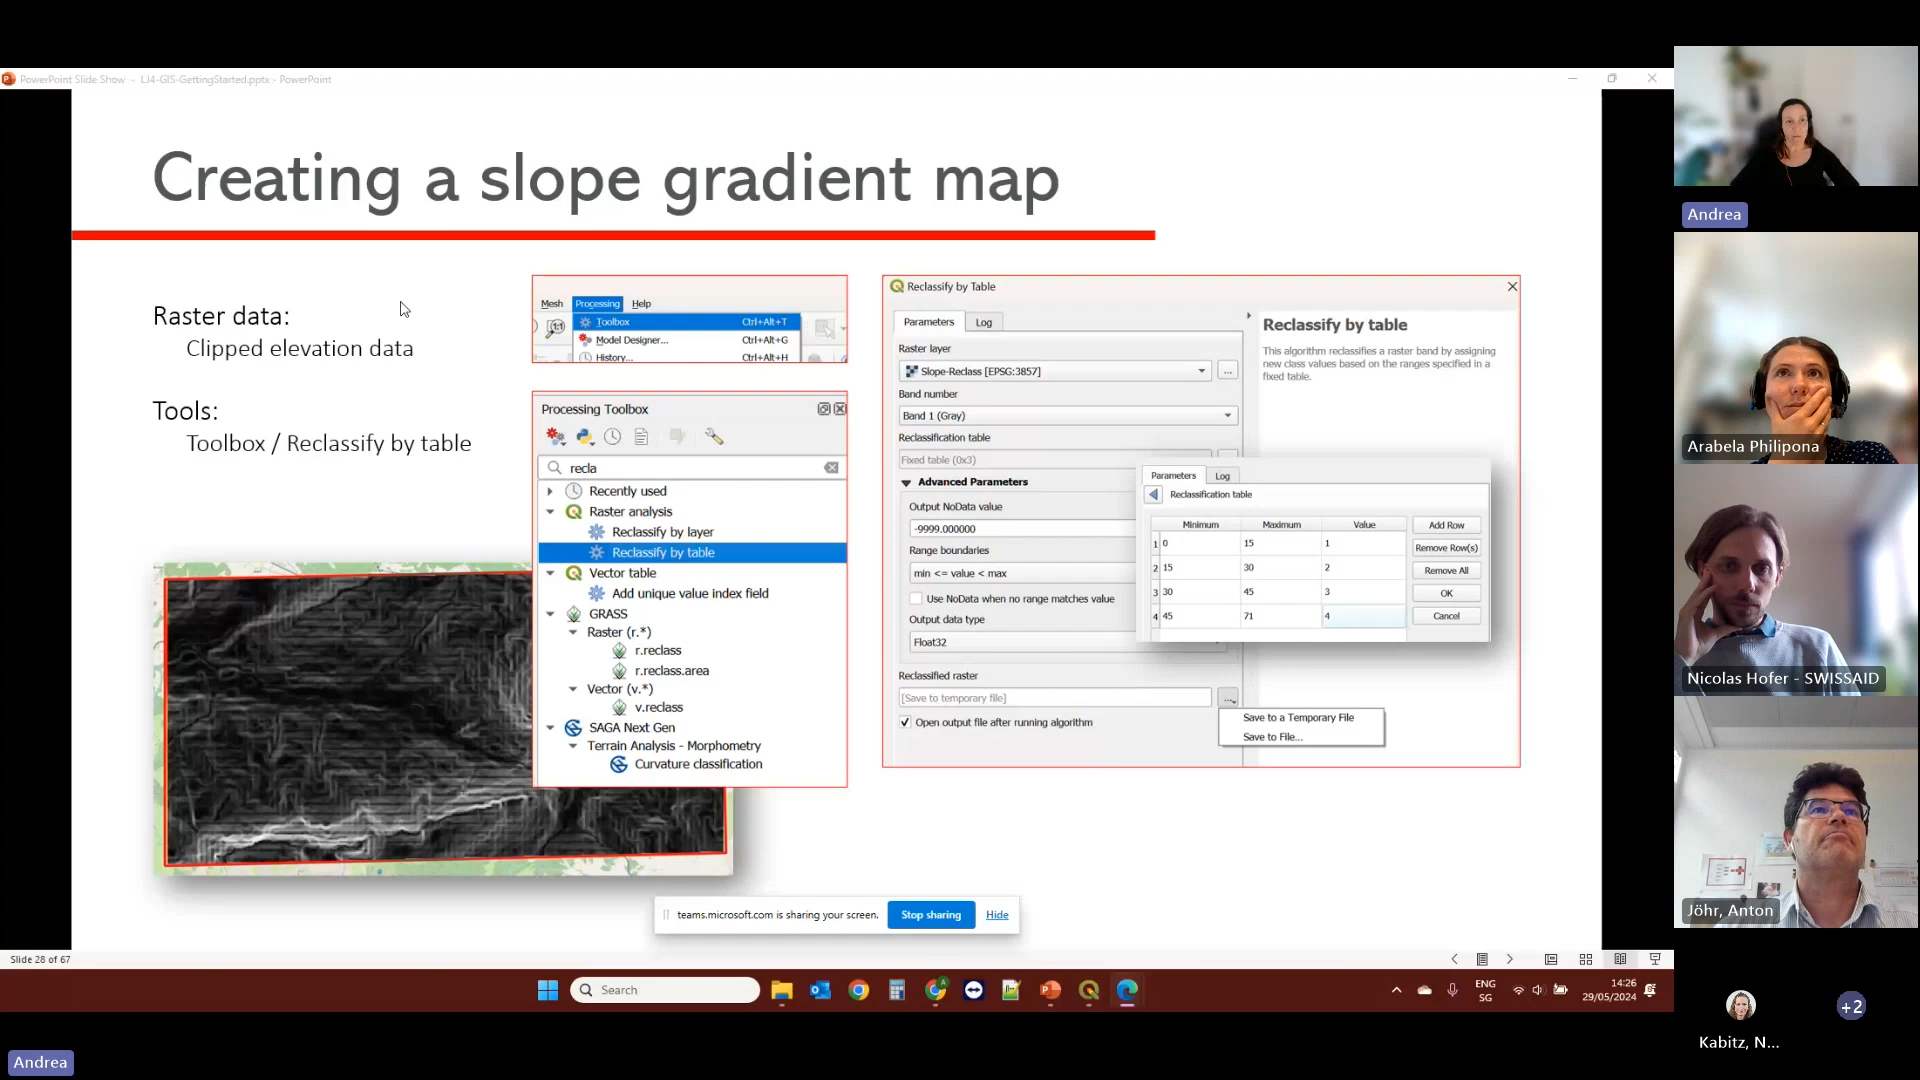 PowerPoint Slide Show - LJ4-GIS-GettingStarted.pptx - PowerPoint
Creating a slope gradient map
Raster data:
Clipped elevation data
Tools:
Toolbox / Reclassify by table
Mesh Processing Help
Toolbox Ctrl+Alt+T
Model Designer... Ctrl+Alt+G
History... Ctrl+Alt+H
Processing Toolbox
recla
Recently used
Raster analysis
Reclassify by layer
Reclassify by table
Vector table
Add unique value index field
GRASS
Raster (r.*)
r.reclass
r.reclass.area
Vector (v.*)
v.reclass
SAGA Next Gen
Terrain Analysis - Morphometry
Curvature classification
Reclassify by Table
Parameters Log
Raster layer
Slope-Reclass [EPSG:3857]
Band number
Band 1 (Gray)
Reclassification table
Fixed table (0x3)
Advanced Parameters
Output NoData value
-9999.000000
Range boundaries
min <= value < max
Use NoData when no range matches value
Output data type
Float32
Reclassified raster
[Save to temporary file]
Open output file after running algorithm
Save to a Temporary File
Save to File...
Reclassify by table
This algorithm reclassifies a raster band by assigning
new class values based on the ranges specified in a
fixed table.
Parameters Log
Reclassification table
Minimum Maximum Value
1 0 15 1
2 15 30 2
3 30 45 3
4 45 71 4
Add Row
Remove Row(s)
Remove All
OK
Cancel
teams.microsoft.com is sharing your screen. Stop sharing Hide
Slide 28 of 67
Search
ENG
SG
14:26
29/05/2024
Andrea
Arabela Philipona
Nicolas Hofer - SWISSAID
Jöhr, Anton
+2
Kabitz, N...
Andrea